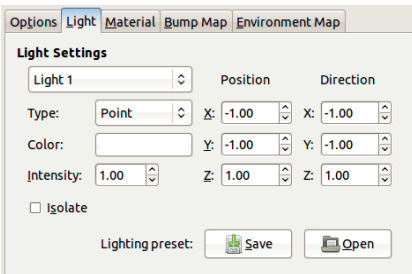 Options Light Material Bump Map Environment Map
Light Settings
Light 1 Position Direction
Type: Point X: -1.00 X: -1.00
Color: Y: -1.00 Y: -1.00
Intensity: 1.00 Z: 1.00 Z: 1.00
Isolate
Lighting preset: Save Open